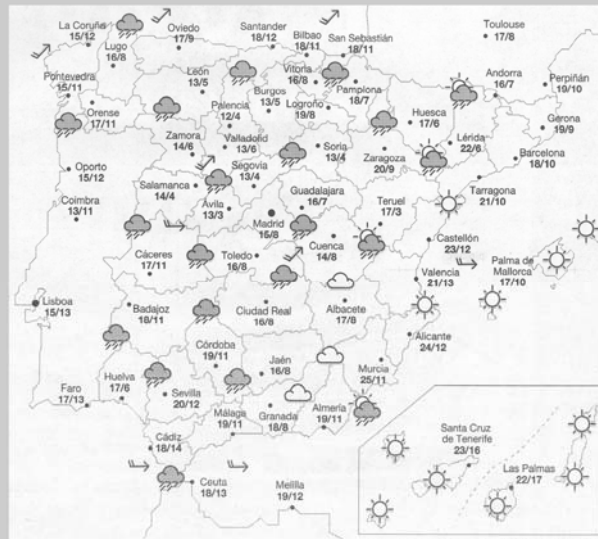 La Coruña
15/12
Lugo
16/8
Oviedo
17/9
Santander
18/12
Bilbao
18/11
San Sebastián
18/11
Toulouse
17/8
Pontevedra
15/11
Orense
17/11
León
13/5
Palencia
12/4
Burgos
13/5
Vitoria
16/8
Logroño
19/8
Pamplona
18/7
Huesca
17/6
Andorra
16/7
Perpiñán
19/10
Gerona
19/9
Lérida
22/6
Barcelona
18/10
Zamora
14/6
Valladolid
13/6
Soria
13/4
Zaragoza
20/9
Tarragona
21/10
Oporto
15/12
Segovia
13/4
Salamanca
14/4
Ávila
13/3
Guadalajara
16/7
Teruel
17/3
Coimbra
13/11
Madrid
15/8
Cuenca
14/8
Castellón
23/12
Cáceres
17/11
Toledo
16/8
Valencia
21/13
Palma de
Mallorca
17/10
Lisboa
15/13
Badajoz
18/11
Ciudad Real
16/8
Albacete
17/8
Alicante
24/12
Córdoba
19/11
Jaén
16/8
Murcia
25/11
Faro
17/13
Huelva
17/6
Sevilla
20/12
Málaga
19/11
Granada
18/8
Almería
19/11
Cádiz
18/14
Ceuta
18/13
Melilla
19/12
Santa Cruz
de Tenerife
23/16
Las Palmas
22/17